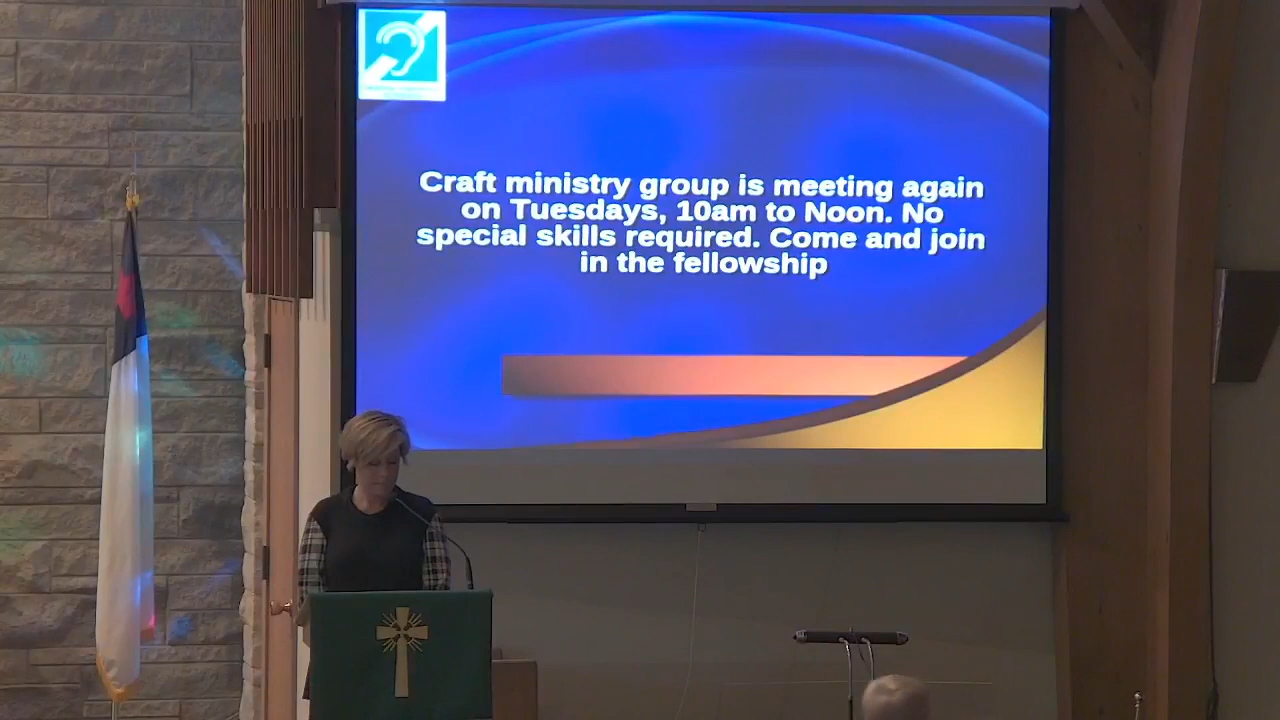 Craft ministry group is meeting again
on Tuesdays, 10am to Noon. No
special skills required. Come and join
in the fellowship